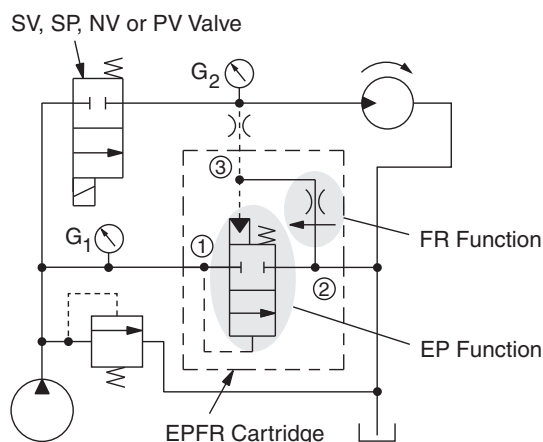 SV, SP, NV or PV Valve
G2
3
G1
1
FR Function
2
EP Function
EPFR Cartridge